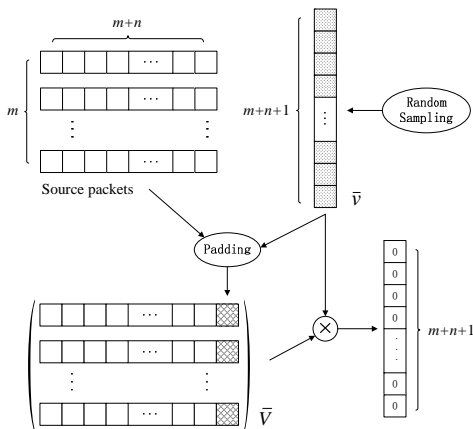 m+n
m
...
Source packets
m+n+1
v̄
Random
Sampling
Padding
V̄
×
0
0
0
0
0
0
m+n+1